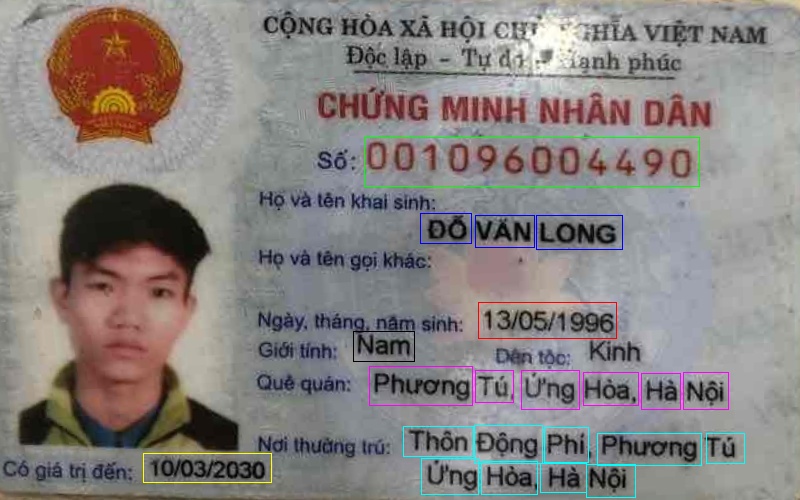 CỘNG HÒA XÃ HỘI CHỦ NGHĨA VIỆT NAM
Độc lập - Tự do - Hạnh phúc
CHỨNG MINH NHÂN DÂN
Số: 001096004490
Họ và tên khai sinh:
ĐỖ VĂN LONG
Họ và tên gọi khác:
Ngày, tháng, năm sinh: 13/05/1996
Giới tính: Nam Dân tộc: Kinh
Quê quán: Phương Tú, Ứng Hòa, Hà Nội
Nơi thường trú: Thôn Động Phí, Phương Tú
Ứng Hòa, Hà Nội
Có giá trị đến: 10/03/2030